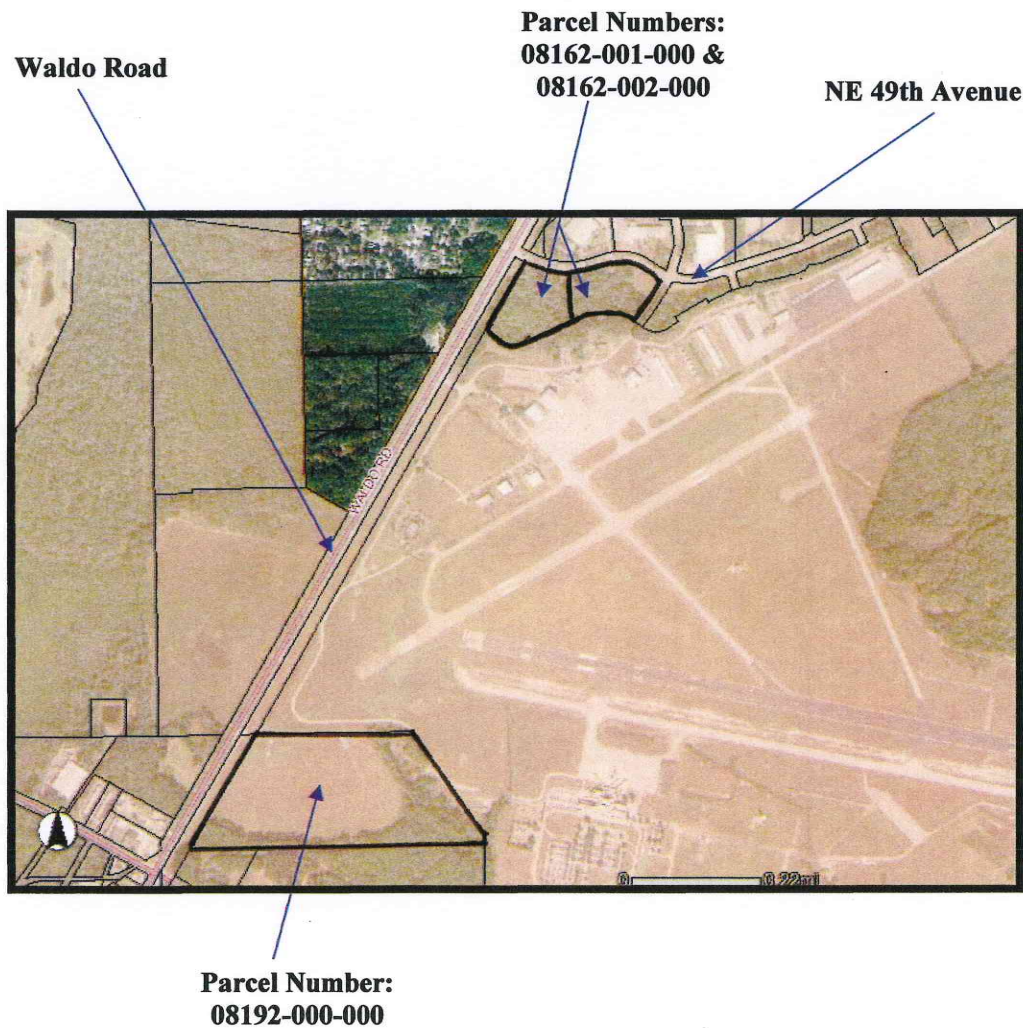 Parcel Numbers:
08162-001-000 &
08162-002-000
Waldo Road
NE 49th Avenue
WALDO RD
0 0.22mi
Parcel Number:
08192-000-000